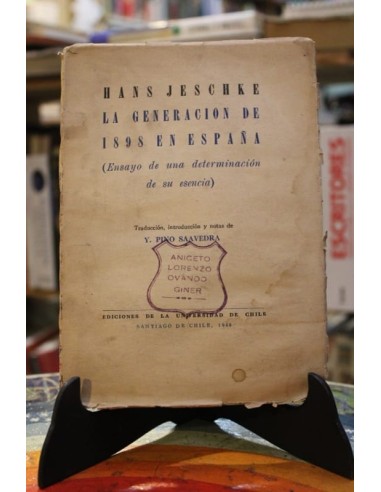 HANS JESCHKE
LA GENERACION DE
1898 EN ESPAÑA
(Ensayo de una determinación
de su esencia)
Traducción, introducción y notas de
Y. PINO SAAVEDRA
ANICETO
LORENZO
OVANDO
GINER
EDICIONES DE LA UNIVERSIDAD DE CHILE
SANTIAGO DE CHILE,
ESCRITORES